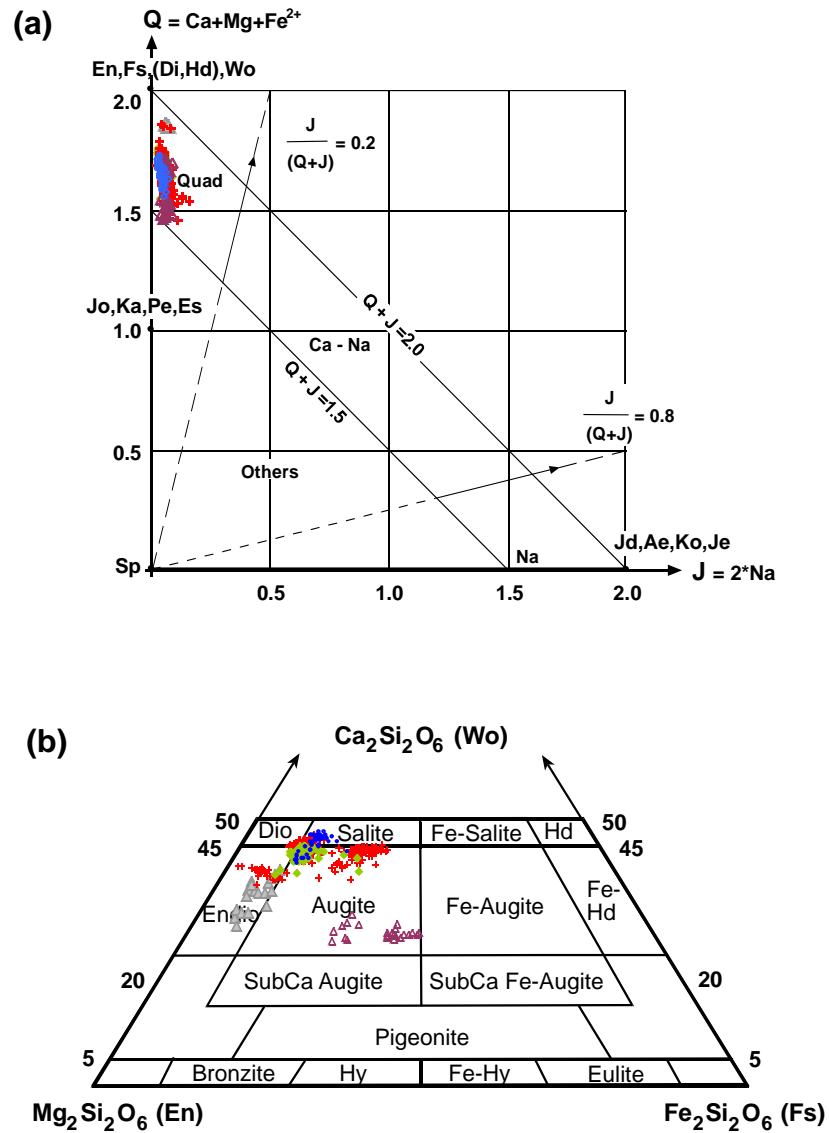 (a)
Q = Ca+Mg+Fe²⁺
En,Fs,(Di,Hd),Wo
2.0
J
(Q+J)
= 0.2
Quad
1.5
Jo,Ka,Pe,Es
1.0
Ca - Na
Q + J =2.0
Q + J =1.5
J
(Q+J)
= 0.8
0.5
Others
Jd,Ae,Ko,Je
Na
Sp
J = 2*Na
0.5
1.0
1.5
2.0
(b)
Ca₂Si₂O₆ (Wo)
50
Dio
Salite
Fe-Salite
Hd
50
45
45
Endio
Augite
Fe-Augite
Fe-
Hd
20
SubCa Augite
SubCa Fe-Augite
20
Pigeonite
5
5
Bronzite
Hy
Fe-Hy
Eulite
Mg₂Si₂O₆ (En)
Fe₂Si₂O₆ (Fs)